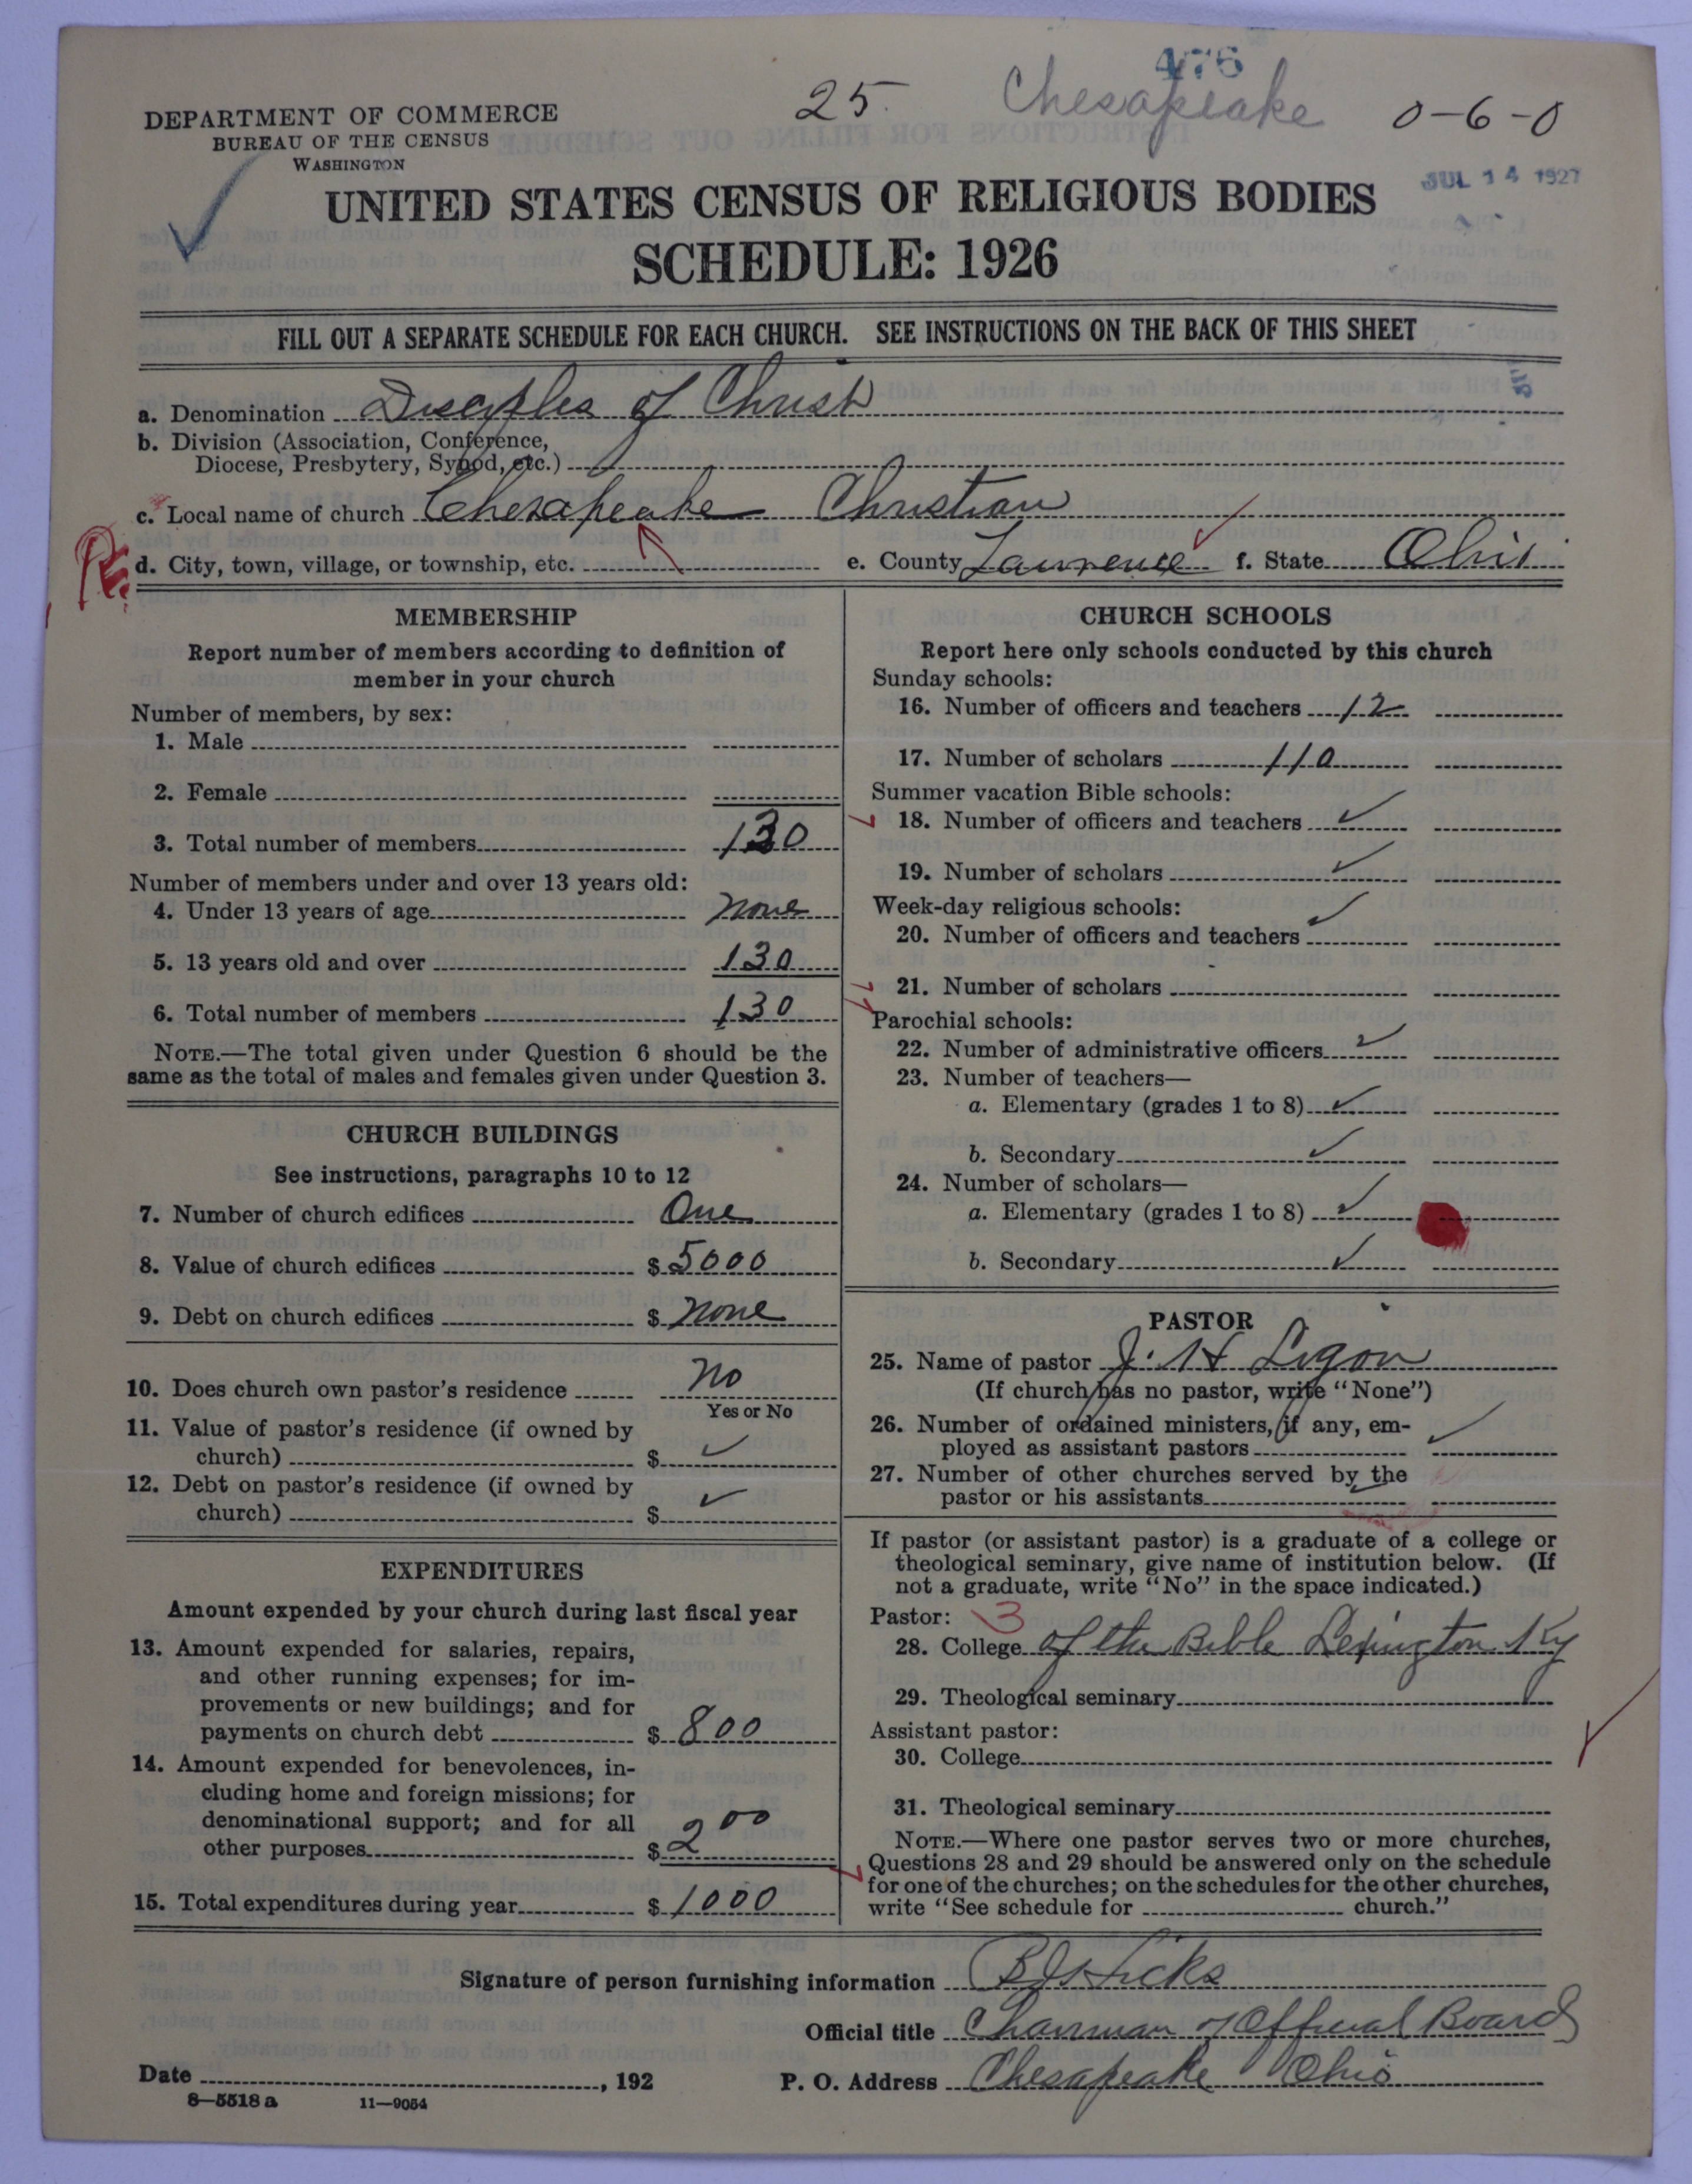 476
25. Chesapeake 0-6-0
DEPARTMENT OF COMMERCE
BUREAU OF THE CENSUS
WASHINGTON
JUL 14 1927
UNITED STATES CENSUS OF RELIGIOUS BODIES
SCHEDULE: 1926
FILL OUT A SEPARATE SCHEDULE FOR EACH CHURCH. SEE INSTRUCTIONS ON THE BACK OF THIS SHEET
a. Denomination Disciples of Christ
b. Division (Association, Conference,
Diocese, Presbytery, Synod, etc.)
c. Local name of church Chesapeake Christian
d. City, town, village, or township, etc. e. County Lawrence f. State Ohio
MEMBERSHIP
Report number of members according to definition of
member in your church
Number of members, by sex:
1. Male
2. Female
3. Total number of members 130
Number of members under and over 13 years old:
4. Under 13 years of age none
5. 13 years old and over 130
6. Total number of members 130
NOTE.—The total given under Question 6 should be the
same as the total of males and females given under Question 3.
CHURCH BUILDINGS
See instructions, paragraphs 10 to 12
7. Number of church edifices One
8. Value of church edifices $ 5000
9. Debt on church edifices $ none
10. Does church own pastor's residence no
Yes or No
11. Value of pastor's residence (if owned by
church) $ ✓
12. Debt on pastor's residence (if owned by
church) $ ✓
EXPENDITURES
Amount expended by your church during last fiscal year
13. Amount expended for salaries, repairs,
and other running expenses; for im-
provements or new buildings; and for
payments on church debt $ 800
14. Amount expended for benevolences, in-
cluding home and foreign missions; for
denominational support; and for all
other purposes $ 200
15. Total expenditures during year $ 1000
CHURCH SCHOOLS
Report here only schools conducted by this church
Sunday schools:
16. Number of officers and teachers 12
17. Number of scholars 110
Summer vacation Bible schools:
18. Number of officers and teachers ✓
19. Number of scholars ✓
Week-day religious schools:
20. Number of officers and teachers ✓
21. Number of scholars
Parochial schools:
22. Number of administrative officers ✓
23. Number of teachers—
a. Elementary (grades 1 to 8) ✓
b. Secondary ✓
24. Number of scholars—
a. Elementary (grades 1 to 8) ✓
b. Secondary ✓
PASTOR
25. Name of pastor J. H Ligon
(If church has no pastor, write "None")
26. Number of ordained ministers, if any, em-
ployed as assistant pastors ✓
27. Number of other churches served by the
pastor or his assistants ✓
If pastor (or assistant pastor) is a graduate of a college or
theological seminary, give name of institution below. (If
not a graduate, write "No" in the space indicated.)
Pastor: 3
28. College of the Bible Lexington Ky
29. Theological seminary
Assistant pastor:
30. College
31. Theological seminary
NOTE.—Where one pastor serves two or more churches,
Questions 28 and 29 should be answered only on the schedule
for one of the churches; on the schedules for the other churches,
write "See schedule for church."
Signature of person furnishing information Hicks
Official title Chairman of Official Board
Date , 192 P. O. Address Chesapeake Ohio
8—5518 a 11—9054